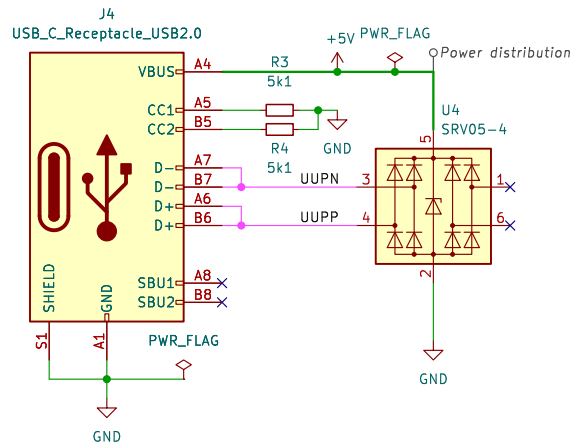 J4
USB_C_Receptacle_USB2.0
VBUS
A4
CC1
A5
CC2
B5
D-
A7
D-
B7
D+
A6
D+
B6
SBU1
A8
SBU2
B8
SHIELD
GND
S1
A1
R3
5k1
R4
5k1
+5V
PWR_FLAG
Power distribution
GND
U4
SRV05-4
5
UUPN
3
1
UUPP
4
6
2
PWR_FLAG
GND
GND